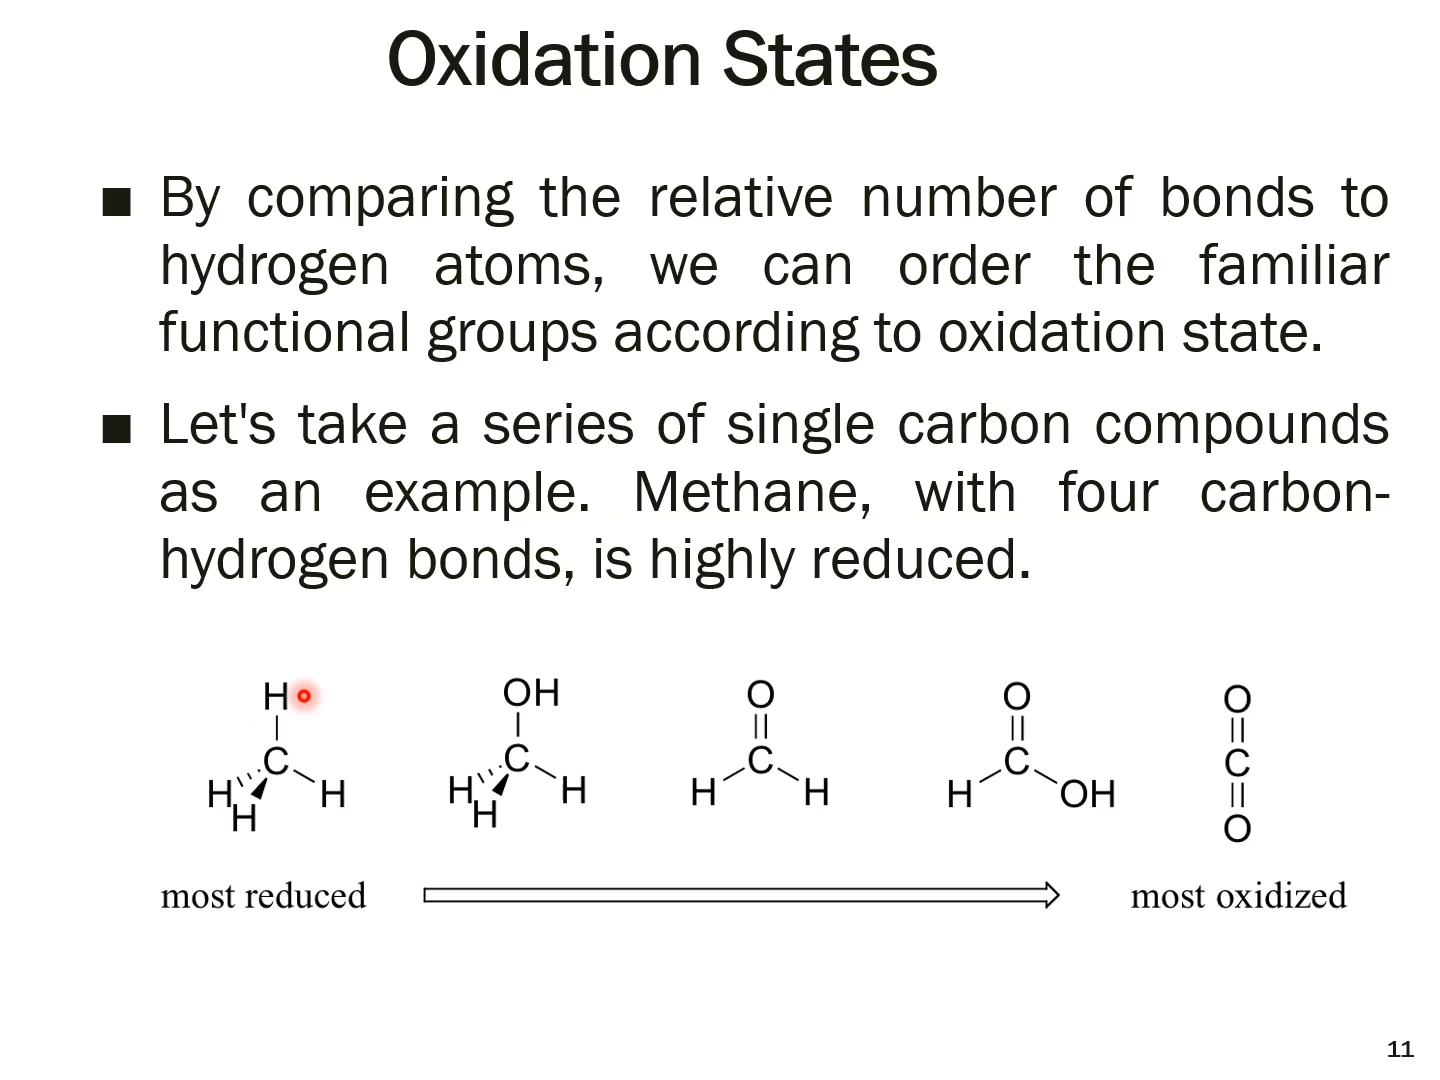 Oxidation States
■ By comparing the relative number of bonds to
hydrogen atoms, we can order the familiar
functional groups according to oxidation state.
■ Let's take a series of single carbon compounds
as an example. Methane, with four carbon-
hydrogen bonds, is highly reduced.
H OH O O O
C C C C C
H H H H H H H OH
H H O
most reduced most oxidized
11